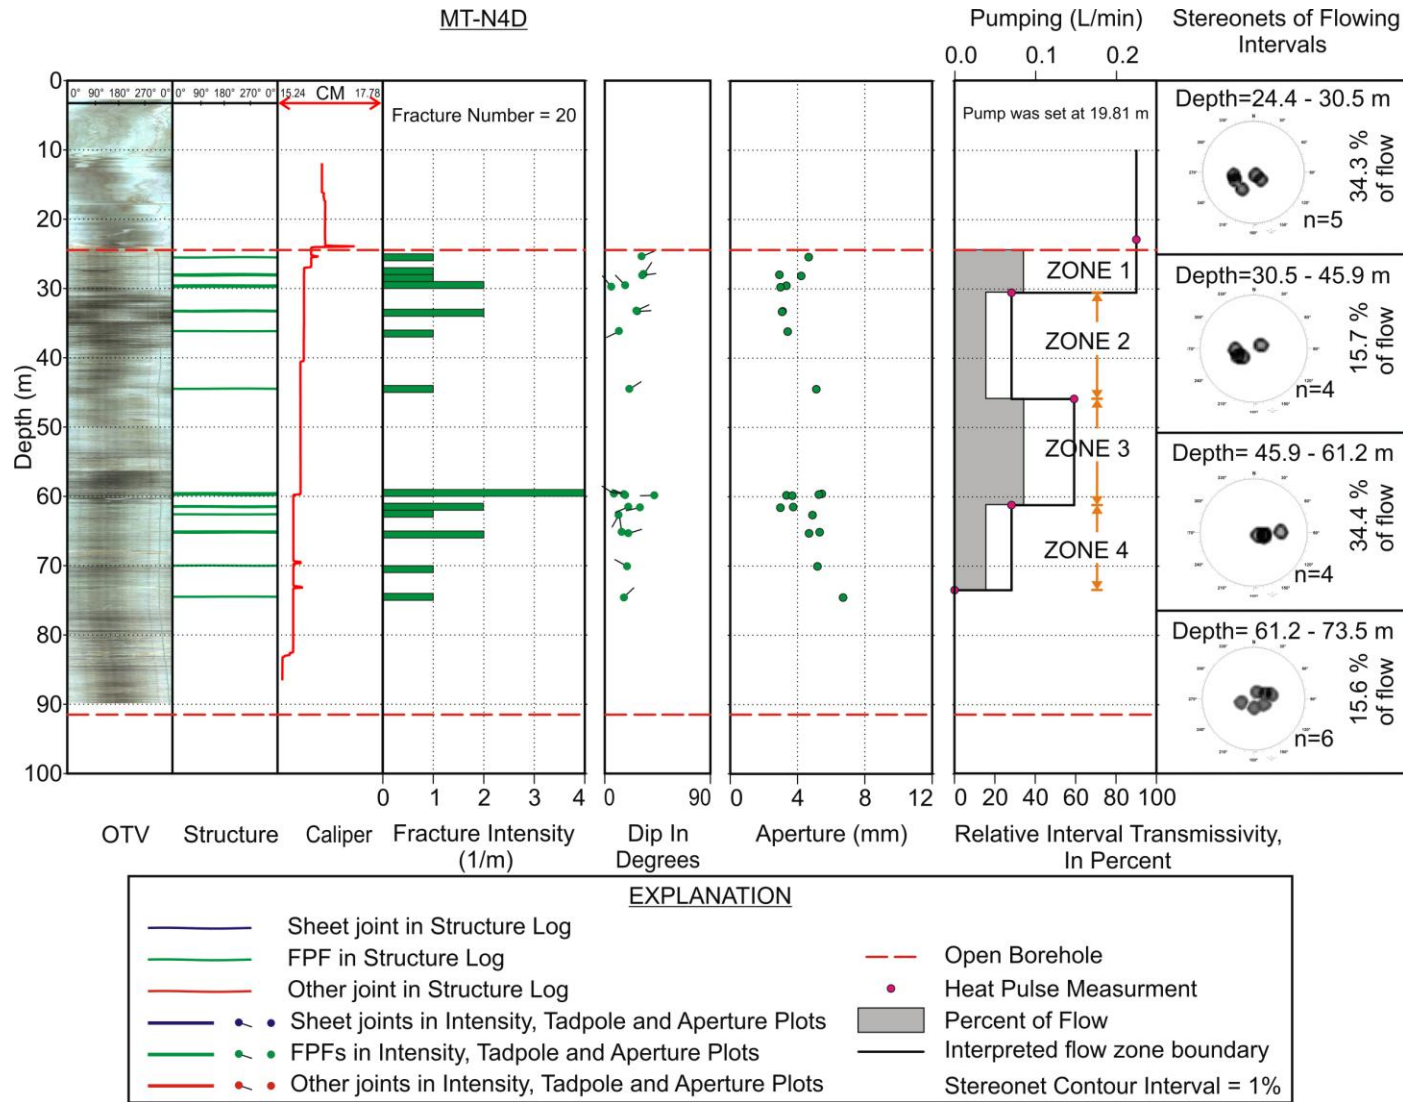 MT-N4D
Pumping (L/min)
0.0 0.1 0.2
Stereonets of Flowing
Intervals
0° 90° 180° 270° 0°
0° 90° 180° 270° 0°
15.24 CM 17.78
Fracture Number = 20
Pump was set at 19.81 m
Depth (m)
0
10
20
30
40
50
60
70
80
90
100
ZONE 1
ZONE 2
ZONE 3
ZONE 4
Depth=24.4 - 30.5 m
34.3 %
of flow
n=5
Depth=30.5 - 45.9 m
15.7 %
of flow
n=4
Depth= 45.9 - 61.2 m
34.4 %
of flow
n=4
Depth= 61.2 - 73.5 m
15.6 %
of flow
n=6
0 1 2 3 4
0 90
0 4 8 12
0 20 40 60 80 100
OTV
Structure
Caliper
Fracture Intensity
(1/m)
Dip In
Degrees
Aperture (mm)
Relative Interval Transmissivity,
In Percent
EXPLANATION
Sheet joint in Structure Log
FPF in Structure Log
Other joint in Structure Log
Sheet joints in Intensity, Tadpole and Aperture Plots
FPFs in Intensity, Tadpole and Aperture Plots
Other joints in Intensity, Tadpole and Aperture Plots
Open Borehole
Heat Pulse Measurment
Percent of Flow
Interpreted flow zone boundary
Stereonet Contour Interval = 1%